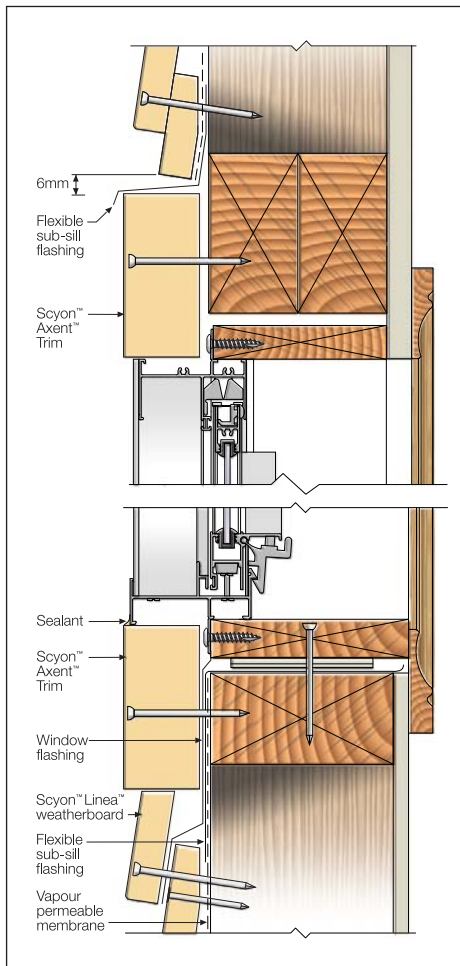 6mm
Flexible
sub-sill
flashing
Scyon™
Axent™
Trim
Sealant
Scyon™
Axent™
Trim
Window
flashing
Scyon™ Linea™
weatherboard
Flexible
sub-sill
flashing
Vapour
permeable
membrane